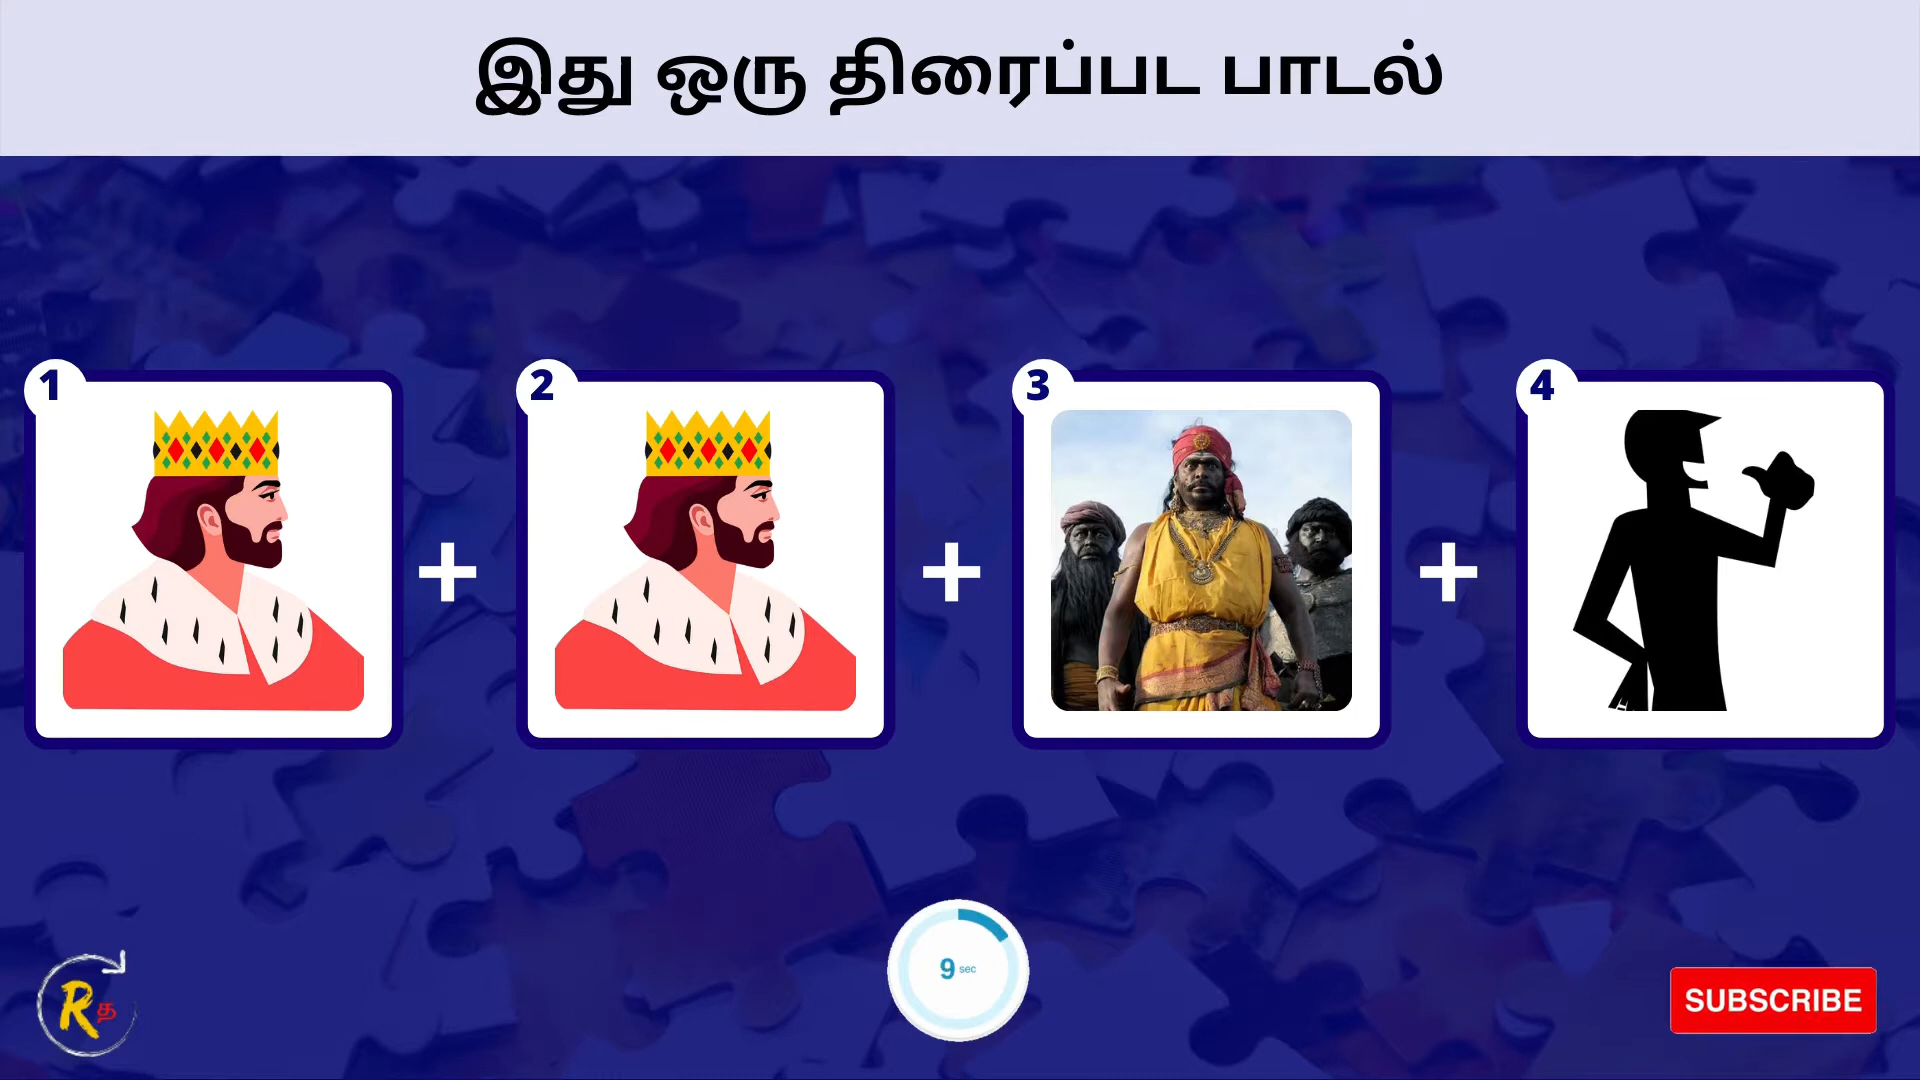 இது ஒரு திரைப்பட பாடல்
1
2
3
4
+
+
+
9 sec
R த
SUBSCRIBE